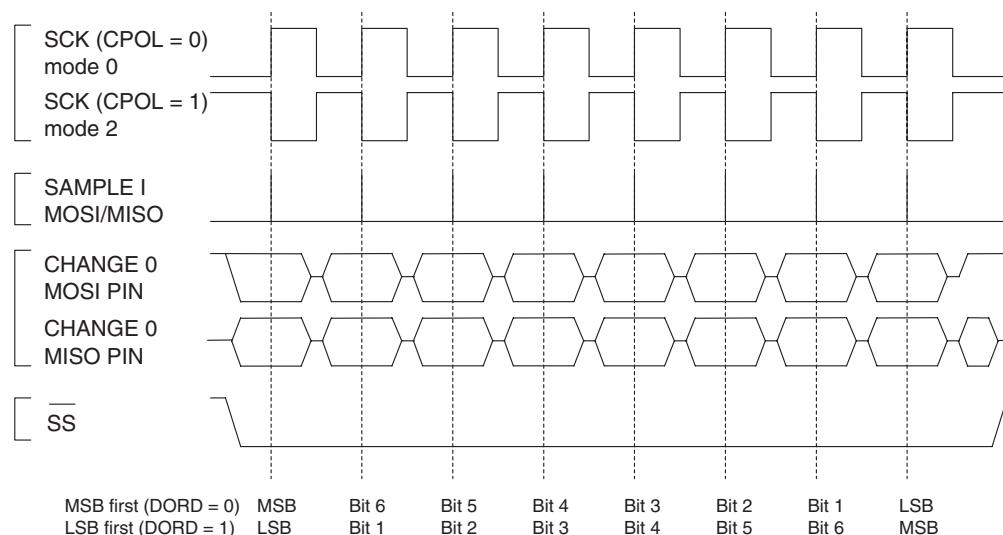 SCK (CPOL = 0)
mode 0
SCK (CPOL = 1)
mode 2
SAMPLE I
MOSI/MISO
CHANGE 0
MOSI PIN
CHANGE 0
MISO PIN
SS
MSB first (DORD = 0) MSB Bit 6 Bit 5 Bit 4 Bit 3 Bit 2 Bit 1 LSB
LSB first (DORD = 1) LSB Bit 1 Bit 2 Bit 3 Bit 4 Bit 5 Bit 6 MSB